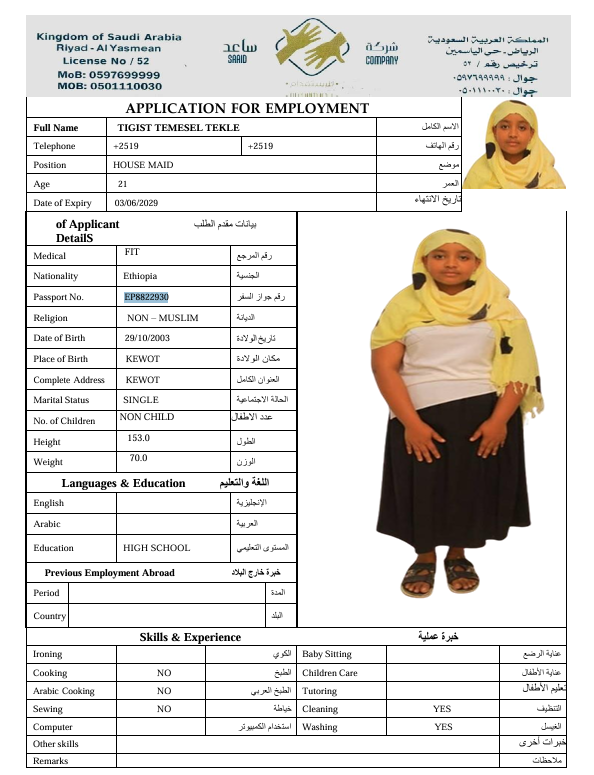 Kingdom of Saudi Arabia
Riyad - Al Yasmean
License No / 52
MoB: 0597699999
MOB: 0501110030
ساعد
SAAID
شركة
COMPANY
المملكة العربية السعودية
الرياض - حي الياسمين
ترخيص رقم / ٥٢
جوال : ٠٥٩٧٦٩٩٩٩٩
جوال : ٠٥٠١١١٠٠٣٠
APPLICATION FOR EMPLOYMENT
Full Name TIGIST TEMESEL TEKLE الاسم الكامل
Telephone +2519 +2519 رقم الهاتف
Position HOUSE MAID موضع
Age 21 العمر
Date of Expiry 03/06/2029 تاريخ الانتهاء
of Applicant بيانات مقدم الطلب
DetailS
Medical FIT رقم المرجع
Nationality Ethiopia الجنسية
Passport No. EP8822930 رقم جواز السفر
Religion NON – MUSLIM الديانة
Date of Birth 29/10/2003 تاريخ الولادة
Place of Birth KEWOT مكان الولادة
Complete Address KEWOT العنوان الكامل
Marital Status SINGLE الحالة الاجتماعية
No. of Children NON CHILD عدد الاطفال
Height 153.0 الطول
Weight 70.0 الوزن
Languages & Education اللغة والتعليم
English الإنجليزية
Arabic العربية
Education HIGH SCHOOL المستوى التعليمي
Previous Employment Abroad خبرة خارج البلاد
Period المدة
Country البلد
Skills & Experience خبرة عملية
Ironing الكوي Baby Sitting عناية الرضع
Cooking NO الطبخ Children Care عناية الأطفال
Arabic Cooking NO الطبخ العربي Tutoring تعليم الأطفال
Sewing NO خياطة Cleaning YES التنظيف
Computer استخدام الكمبيوتر Washing YES الغسيل
Other skills خبرات أخرى
Remarks ملاحظات